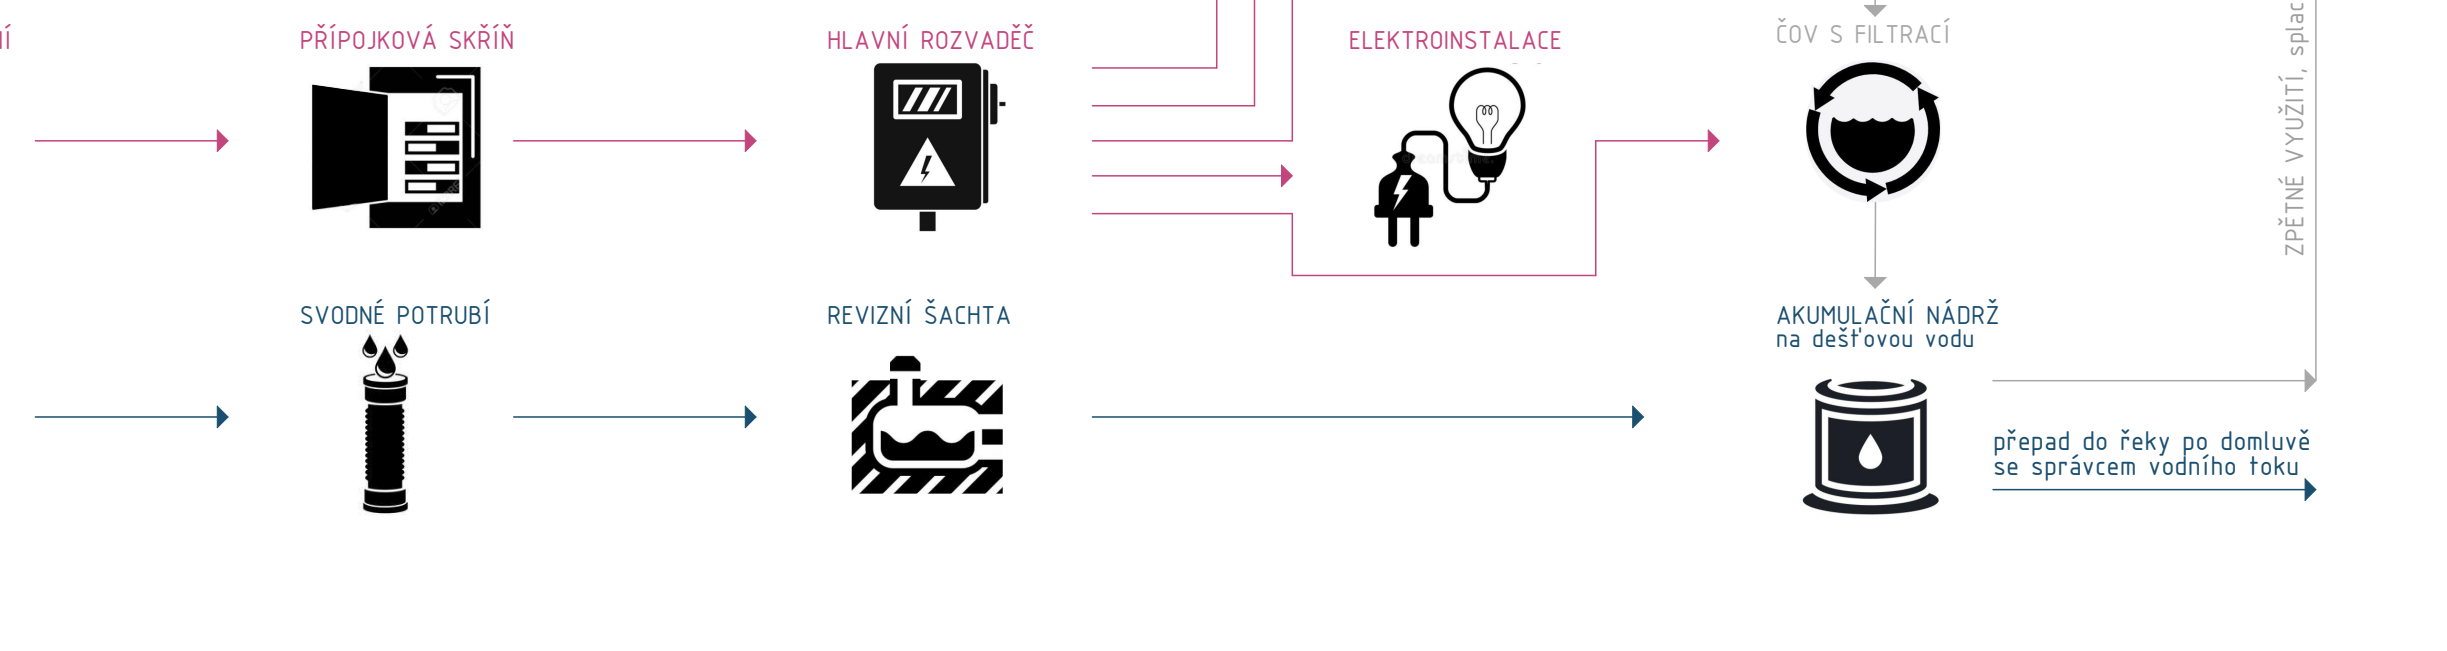 Í
PŘÍPOJKOVÁ SKŘÍŇ
HLAVNÍ ROZVADĚČ
ELEKTROINSTALACE
ČOV S FILTRACÍ
ZPĚTNÉ VYUŽITÍ, splac
SVODNÉ POTRUBÍ
REVIZNÍ ŠACHTA
AKUMULAČNÍ NÁDRŽ
na dešťovou vodu
přepad do řeky po domluvě
se správcem vodního toku